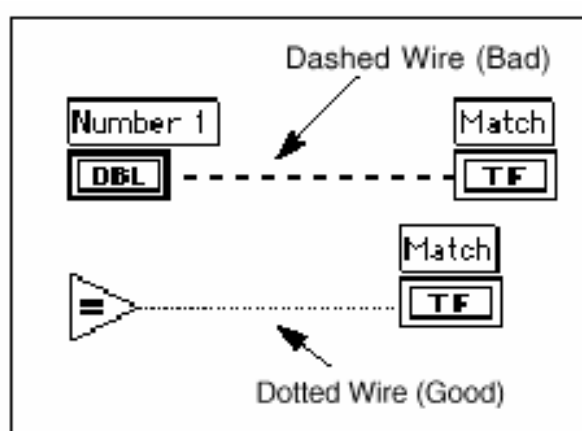 Dashed Wire (Bad)
Number 1
Match
DBL
TF
Match
=
TF
Dotted Wire (Good)